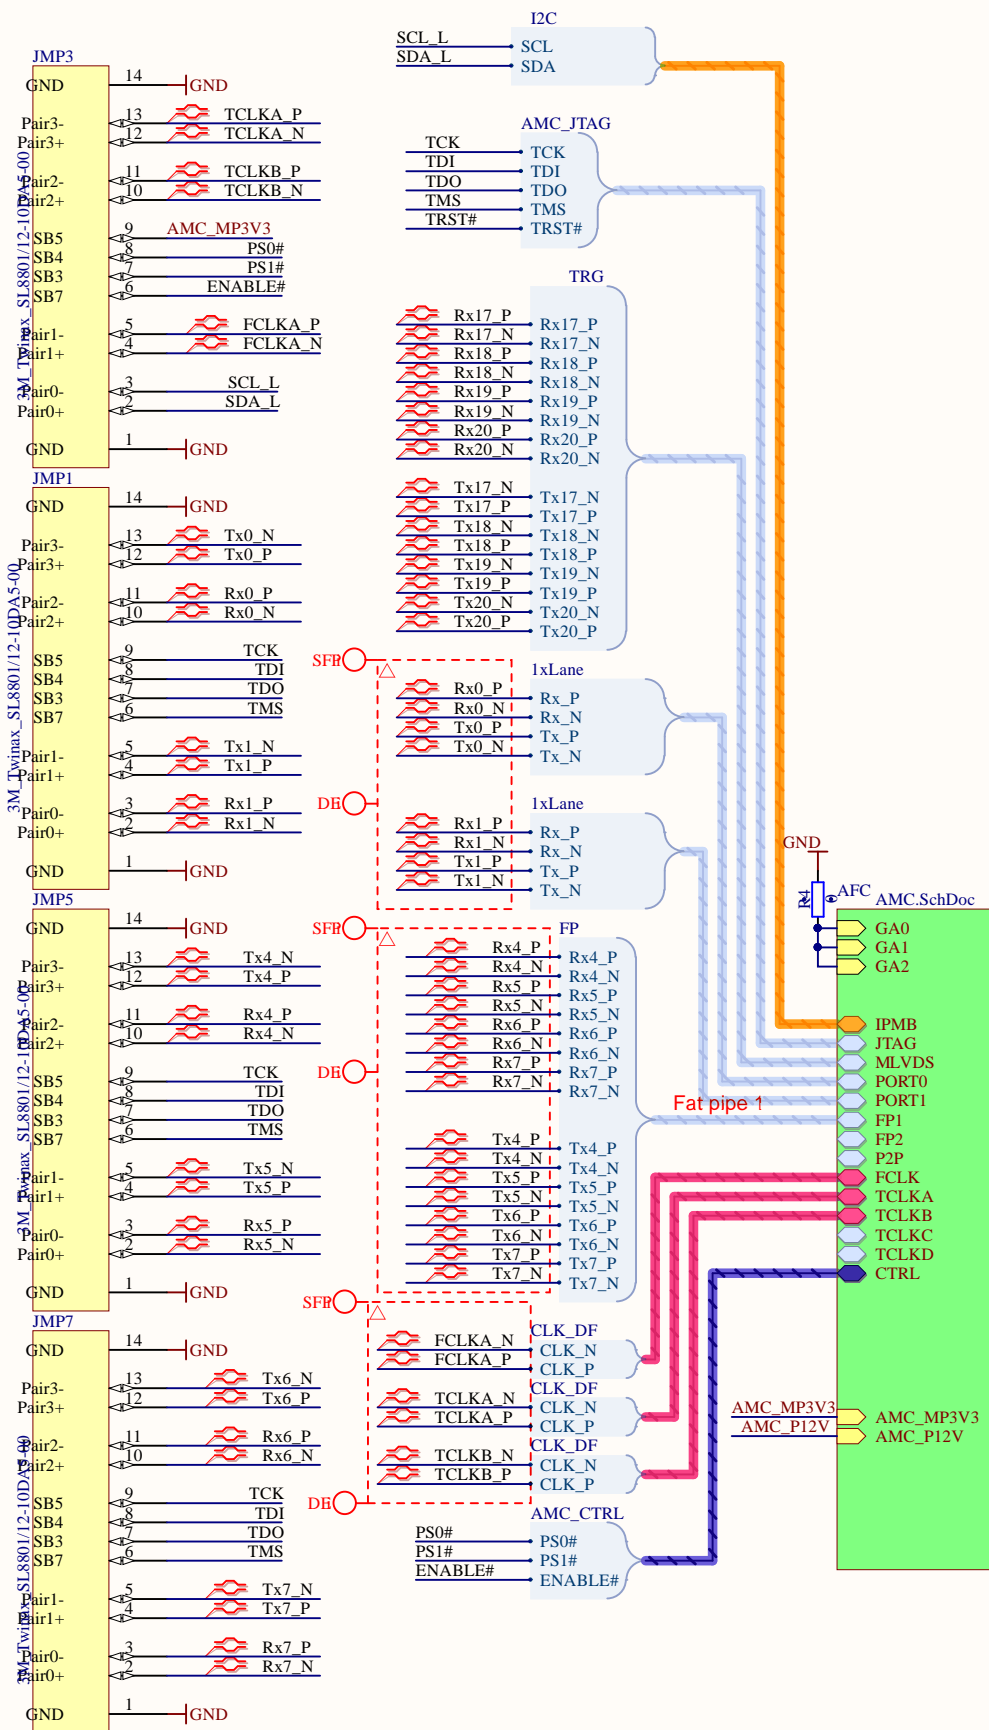 JMP3
GND 14 GND
Pair3- 13 TCLKA_P
Pair3+ 12 TCLKA_N
Pair2- 11 TCLKB_P
Pair2+ 10 TCLKB_N
SB5 9 AMC_MP3V3
SB4 8 PS0#
SB3 7 PS1#
SB7 6 ENABLE#
Pair1- 5 FCLKA_P
Pair1+ 4 FCLKA_N
Pair0- 3 SCL_L
Pair0+ 2 SDA_L
GND 1 GND
3M_Twinax_SL8801/12-10DA5-00
JMP1
GND 14 GND
Pair3- 13 Tx0_N
Pair3+ 12 Tx0_P
Pair2- 11 Rx0_P
Pair2+ 10 Rx0_N
SB5 9 TCK
SB4 8 TDI
SB3 7 TDO
SB7 6 TMS
Pair1- 5 Tx1_N
Pair1+ 4 Tx1_P
Pair0- 3 Rx1_P
Pair0+ 2 Rx1_N
GND 1 GND
3M_Twinax_SL8801/12-10DA5-00
JMP5
GND 14 GND
Pair3- 13 Tx4_N
Pair3+ 12 Tx4_P
Pair2- 11 Rx4_P
Pair2+ 10 Rx4_N
SB5 9 TCK
SB4 8 TDI
SB3 7 TDO
SB7 6 TMS
Pair1- 5 Tx5_N
Pair1+ 4 Tx5_P
Pair0- 3 Rx5_P
Pair0+ 2 Rx5_N
GND 1 GND
3M_Twinax_SL8801/12-10DA5-00
JMP7
GND 14 GND
Pair3- 13 Tx6_N
Pair3+ 12 Tx6_P
Pair2- 11 Rx6_P
Pair2+ 10 Rx6_N
SB5 9 TCK
SB4 8 TDI
SB3 7 TDO
SB7 6 TMS
Pair1- 5 Tx7_N
Pair1+ 4 Tx7_P
Pair0- 3 Rx7_P
Pair0+ 2 Rx7_N
GND 1 GND
3M_Twinax_SL8801/12-10DA5-00
I2C
SCL_L SCL
SDA_L SDA
AMC_JTAG
TCK TCK
TDI TDI
TDO TDO
TMS TMS
TRST# TRST#
TRG
Rx17_P Rx17_P
Rx17_N Rx17_N
Rx18_P Rx18_P
Rx18_N Rx18_N
Rx19_P Rx19_P
Rx19_N Rx19_N
Rx20_P Rx20_P
Rx20_N Rx20_N
Tx17_N Tx17_N
Tx17_P Tx17_P
Tx18_N Tx18_N
Tx18_P Tx18_P
Tx19_N Tx19_N
Tx19_P Tx19_P
Tx20_N Tx20_N
Tx20_P Tx20_P
1xLane
Rx0_P Rx_P
Rx0_N Rx_N
Tx0_P Tx_P
Tx0_N Tx_N
1xLane
Rx1_P Rx_P
Rx1_N Rx_N
Tx1_P Tx_P
Tx1_N Tx_N
FP
Rx4_P Rx4_P
Rx4_N Rx4_N
Rx5_P Rx5_P
Rx5_N Rx5_N
Rx6_P Rx6_P
Rx6_N Rx6_N
Rx7_P Rx7_P
Rx7_N Rx7_N
Tx4_P Tx4_P
Tx4_N Tx4_N
Tx5_P Tx5_P
Tx5_N Tx5_N
Tx6_P Tx6_P
Tx6_N Tx6_N
Tx7_P Tx7_P
Tx7_N Tx7_N
Fat pipe 1
CLK_DF
FCLKA_N CLK_N
FCLKA_P CLK_P
CLK_DF
TCLKA_N CLK_N
TCLKA_P CLK_P
CLK_DF
TCLKB_N CLK_N
TCLKB_P CLK_P
AMC_CTRL
PS0# PS0#
PS1# PS1#
ENABLE# ENABLE#
GND
AFC
AMC.SchDoc
GA0
GA1
GA2
IPMB
JTAG
MLVDS
PORT0
PORT1
FP1
FP2
P2P
FCLK
TCLKA
TCLKB
TCLKC
TCLKD
CTRL
AMC_MP3V3 AMC_MP3V3
AMC_P12V AMC_P12V